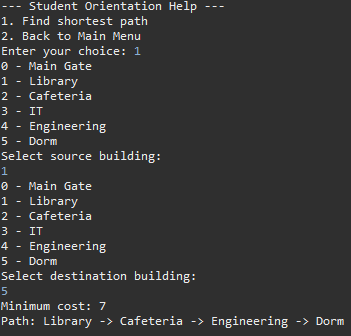 --- Student Orientation Help ---
1. Find shortest path
2. Back to Main Menu
Enter your choice: 1
0 - Main Gate
1 - Library
2 - Cafeteria
3 - IT
4 - Engineering
5 - Dorm
Select source building:
1
0 - Main Gate
1 - Library
2 - Cafeteria
3 - IT
4 - Engineering
5 - Dorm
Select destination building:
5
Minimum cost: 7
Path: Library -> Cafeteria -> Engineering -> Dorm